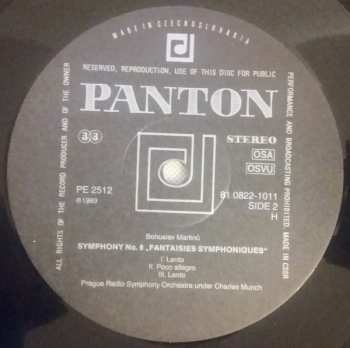 MADE IN CZECHOSLOVAKIA
RESERVED, REPRODUCTION, USE OF THIS DISC FOR PUBLIC
PERFORMANCE AND BROADCASTING PROHIBITED. MADE IN CSSR
ALL RIGHTS OF THE RECORD PRODUCER AND OF THE OWNER
PANTON
33
STEREO
OSA
OSVU
PE 2512
℗1989
81 0822-1011
SIDE 2
H
Bohuslav Martinů
SYMPHONY No. 6 „FANTAISIES SYMPHONIQUES“
I. Lento
II. Poco allegro
III. Lento
Prague Radio Symphony Orchestra under Charles Munch